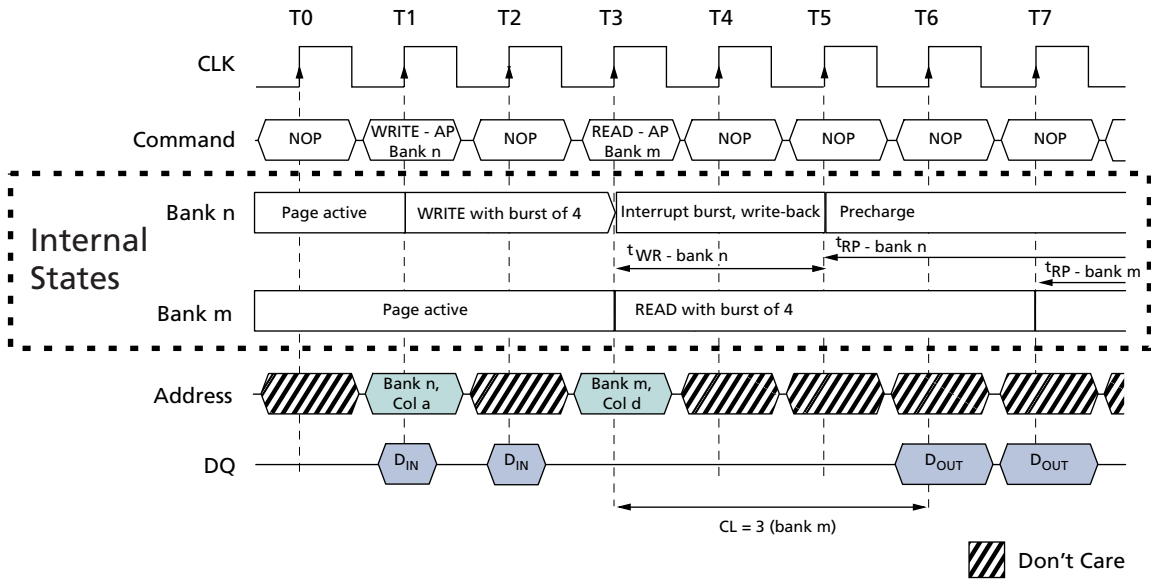 T0 T1 T2 T3 T4 T5 T6 T7
CLK
Command NOP WRITE - AP Bank n NOP READ - AP Bank m NOP NOP NOP NOP
Internal States
Bank n Page active WRITE with burst of 4 Interrupt burst, write-back Precharge
tWR - bank n tRP - bank n
tRP - bank m
Bank m Page active READ with burst of 4
Address Bank n, Col a Bank m, Col d
DQ DIN DIN DOUT DOUT
CL = 3 (bank m)
Don't Care